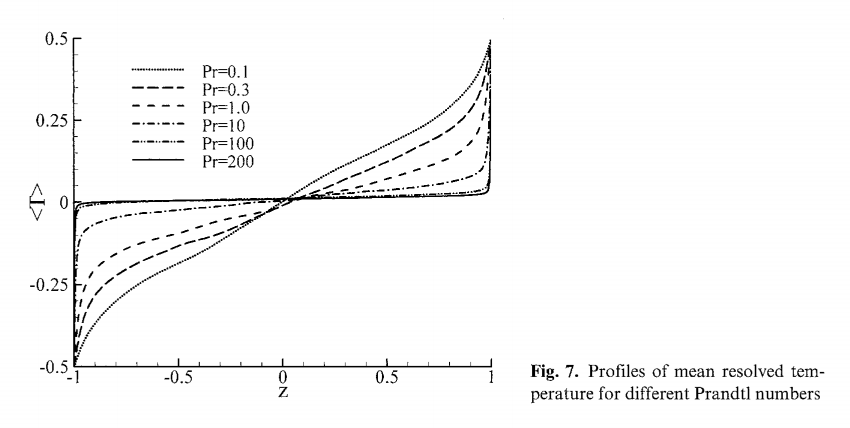 0.5
Pr=0.1
Pr=0.3
Pr=1.0
Pr=10
Pr=100
Pr=200
0.25
0
<T>
-0.25
-0.5
-1
-0.5
0
0.5
1
z
Fig. 7. Profiles of mean resolved tem-
perature for different Prandtl numbers